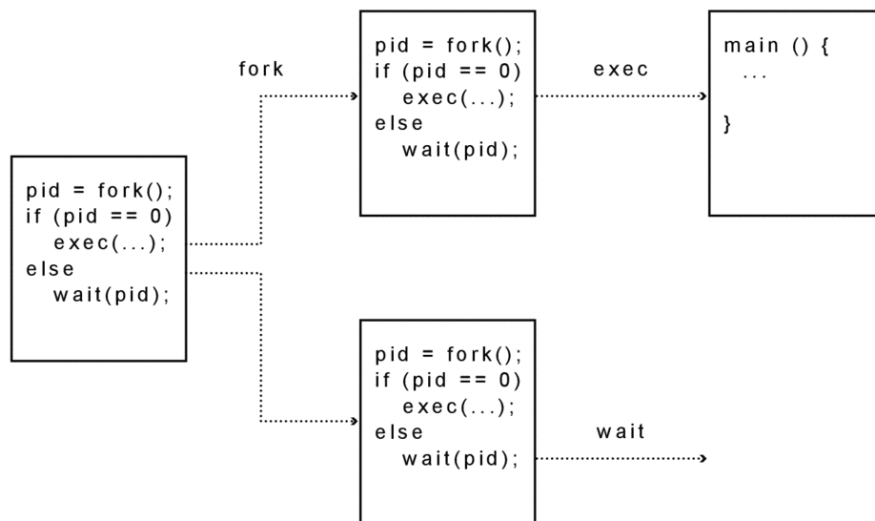 fork
pid = fork();
if (pid == 0)
exec(...);
else
wait(pid);
exec
main () {
...
}
pid = fork();
if (pid == 0)
exec(...);
else
wait(pid);
pid = fork();
if (pid == 0)
exec(...);
else
wait(pid);
wait